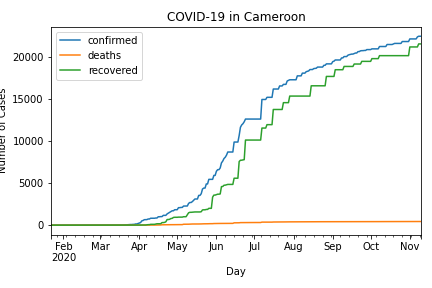 COVID-19 in Cameroon
confirmed
deaths
recovered
20000
15000
10000
5000
0
Number of Cases
Feb Mar Apr May Jun Jul Aug Sep Oct Nov
2020
Day